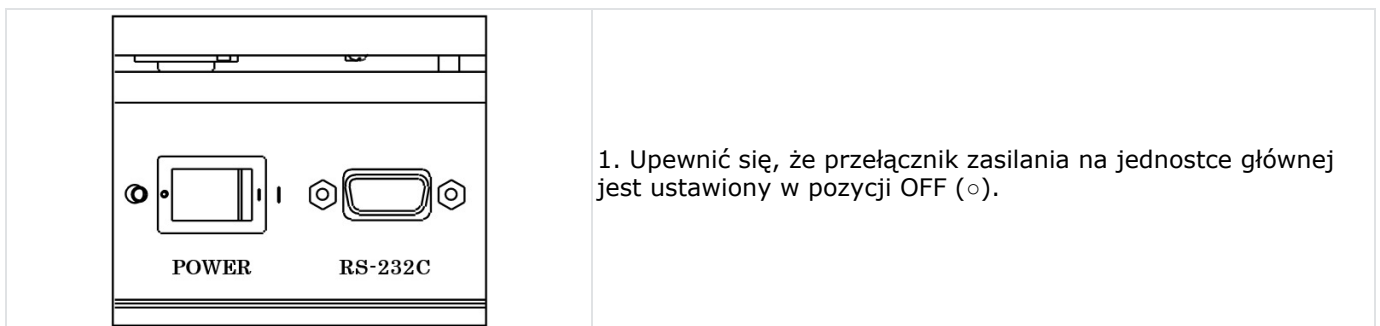 POWER RS-232C
1. Upewnić się, że przełącznik zasilania na jednostce głównej
jest ustawiony w pozycji OFF (○).